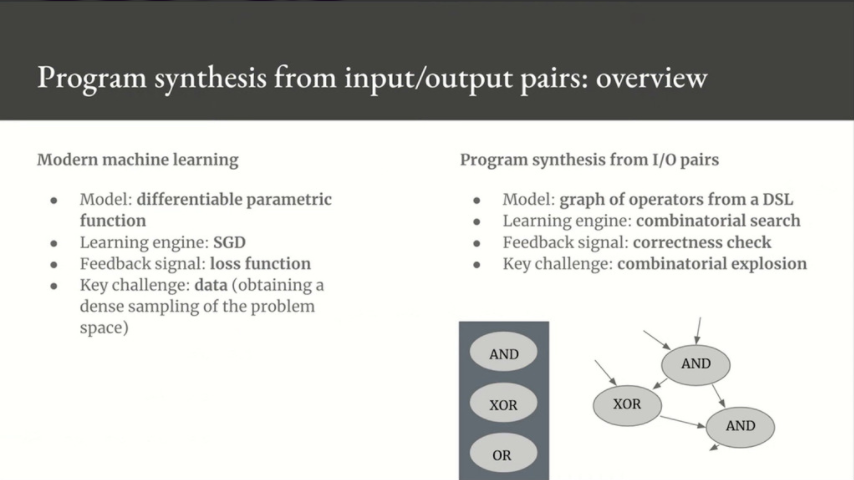 Program synthesis from input/output pairs: overview
Modern machine learning
● Model: differentiable parametric
function
● Learning engine: SGD
● Feedback signal: loss function
● Key challenge: data (obtaining a
dense sampling of the problem
space)
Program synthesis from I/O pairs
● Model: graph of operators from a DSL
● Learning engine: combinatorial search
● Feedback signal: correctness check
● Key challenge: combinatorial explosion
AND
XOR
OR
AND
XOR
AND